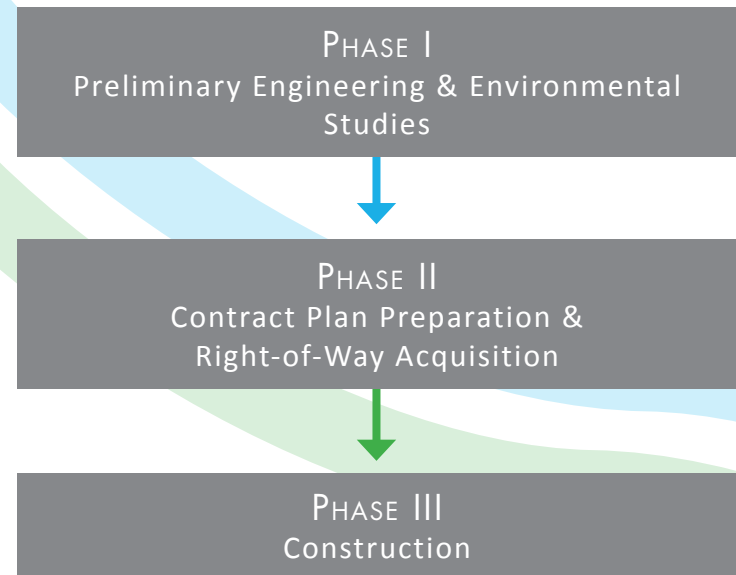 Phase I
Preliminary Engineering & Environmental
Studies
Phase II
Contract Plan Preparation &
Right-of-Way Acquisition
Phase III
Construction